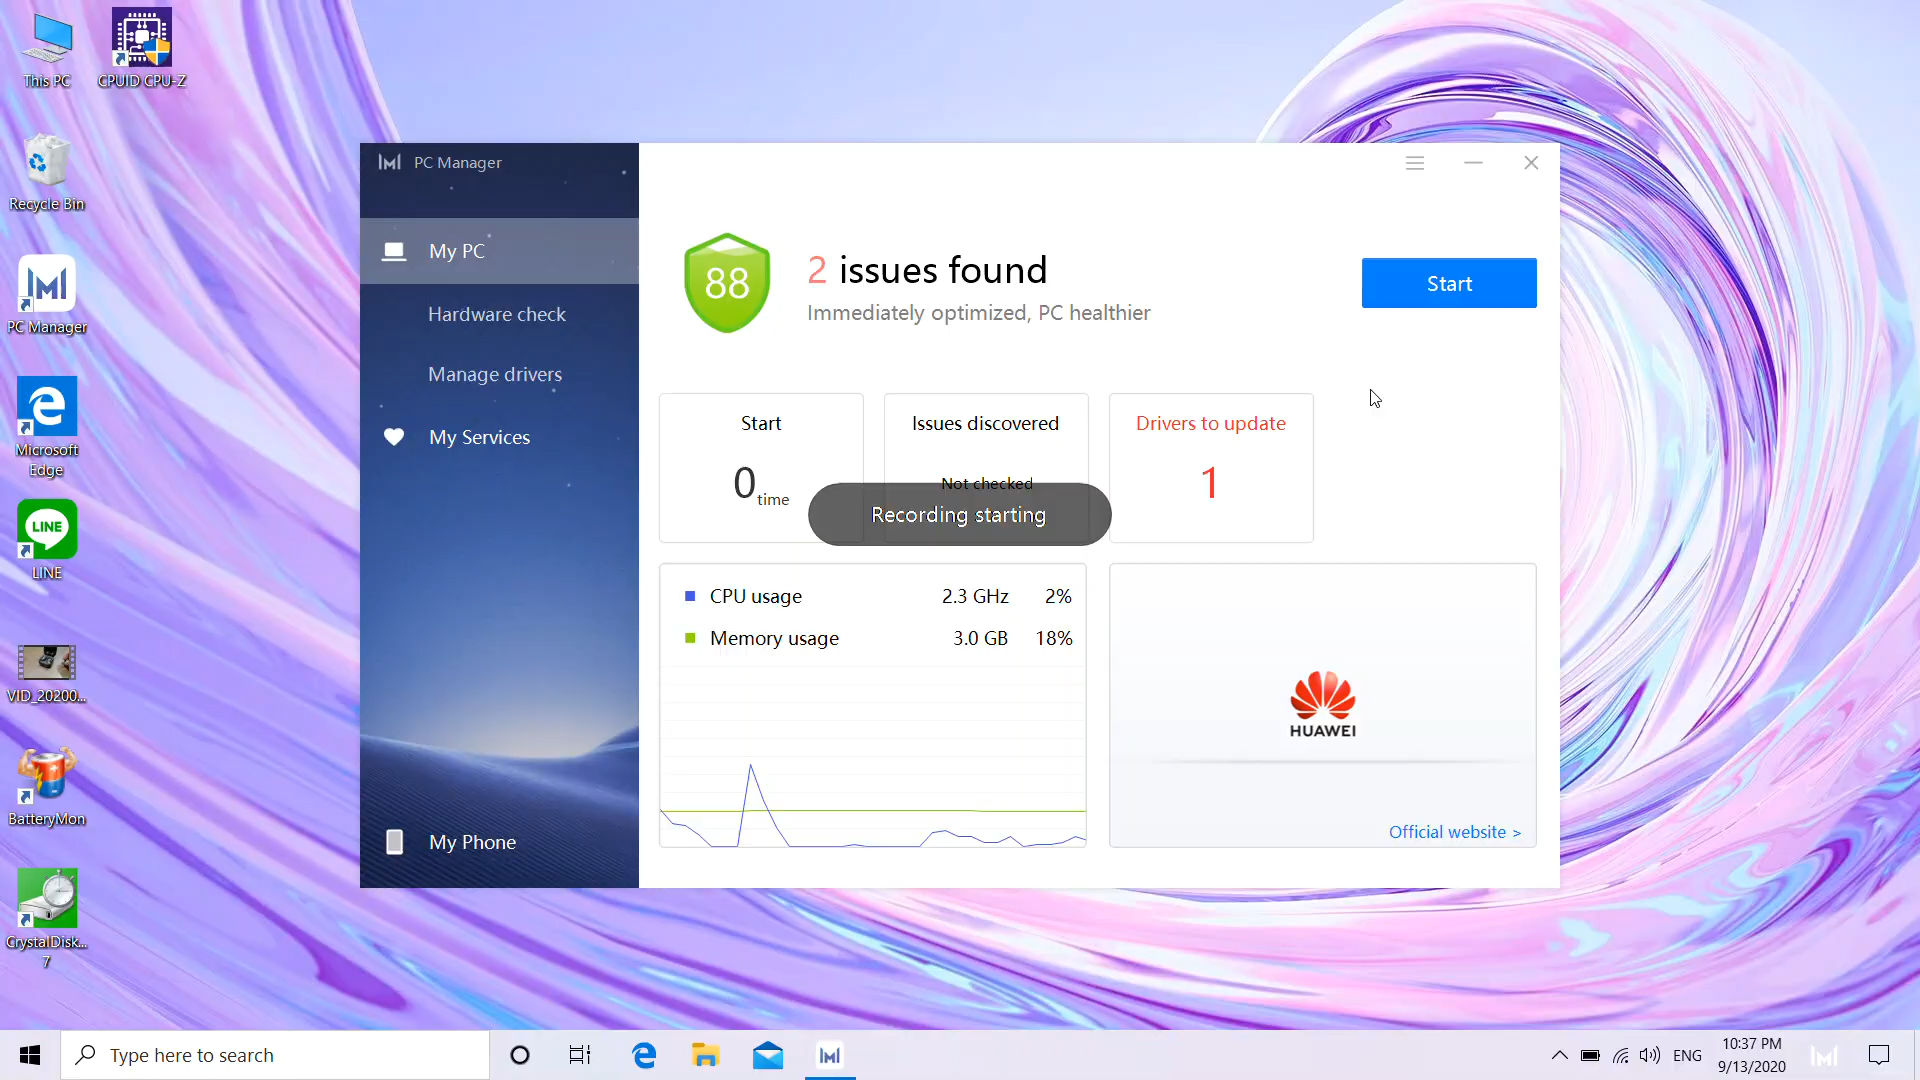 This PC
CPUID CPU-Z
Recycle Bin
PC Manager
Microsoft
Edge
LINE
LINE
VID_20200...
BatteryMon
CrystalDisk...
7
PC Manager
My PC
Hardware check
Manage drivers
My Services
My Phone
88
2 issues found
Immediately optimized, PC healthier
Start
Start
0 time
Issues discovered
Not checked
Drivers to update
1
Recording starting
CPU usage 2.3 GHz 2%
Memory usage 3.0 GB 18%
HUAWEI
Official website >
Type here to search
ENG
10:37 PM
9/13/2020